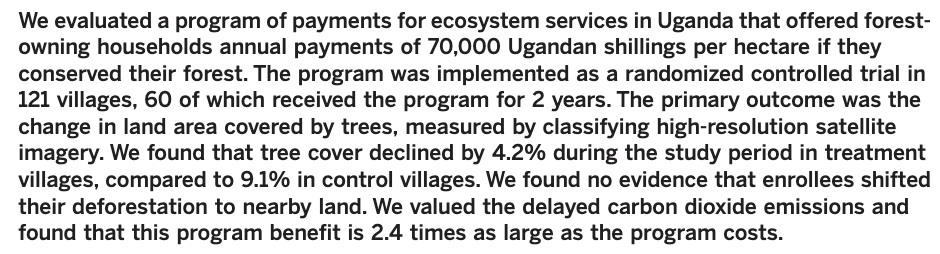 We evaluated a program of payments for ecosystem services in Uganda that offered forest-
owning households annual payments of 70,000 Ugandan shillings per hectare if they
conserved their forest. The program was implemented as a randomized controlled trial in
121 villages, 60 of which received the program for 2 years. The primary outcome was the
change in land area covered by trees, measured by classifying high-resolution satellite
imagery. We found that tree cover declined by 4.2% during the study period in treatment
villages, compared to 9.1% in control villages. We found no evidence that enrollees shifted
their deforestation to nearby land. We valued the delayed carbon dioxide emissions and
found that this program benefit is 2.4 times as large as the program costs.